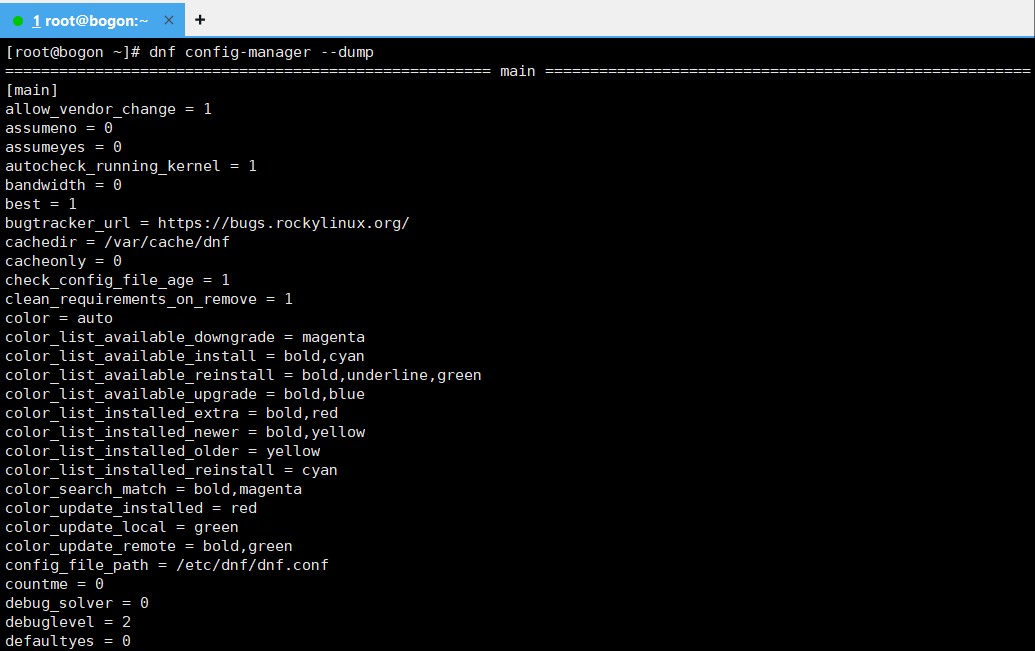 1 root@bogon:~ × +
[root@bogon ~]# dnf config-manager --dump
====================================================== main ======================================================
[main]
allow_vendor_change = 1
assumeno = 0
assumeyes = 0
autocheck_running_kernel = 1
bandwidth = 0
best = 1
bugtracker_url = https://bugs.rockylinux.org/
cachedir = /var/cache/dnf
cacheonly = 0
check_config_file_age = 1
clean_requirements_on_remove = 1
color = auto
color_list_available_downgrade = magenta
color_list_available_install = bold,cyan
color_list_available_reinstall = bold,underline,green
color_list_available_upgrade = bold,blue
color_list_installed_extra = bold,red
color_list_installed_newer = bold,yellow
color_list_installed_older = yellow
color_list_installed_reinstall = cyan
color_search_match = bold,magenta
color_update_installed = red
color_update_local = green
color_update_remote = bold,green
config_file_path = /etc/dnf/dnf.conf
countme = 0
debug_solver = 0
debuglevel = 2
defaultyes = 0